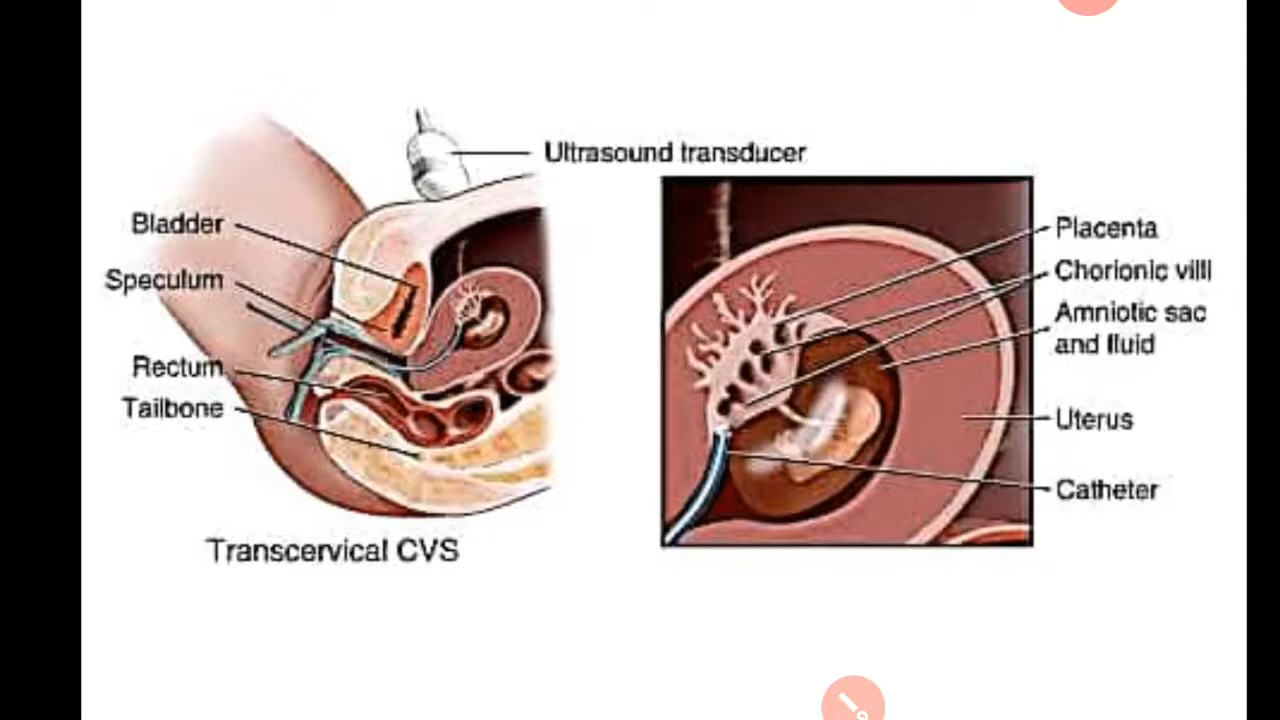 Ultrasound transducer
Bladder
Speculum
Rectum
Tailbone
Transcervical CVS
Placenta
Chorionic villi
Amniotic sac
and fluid
Uterus
Catheter